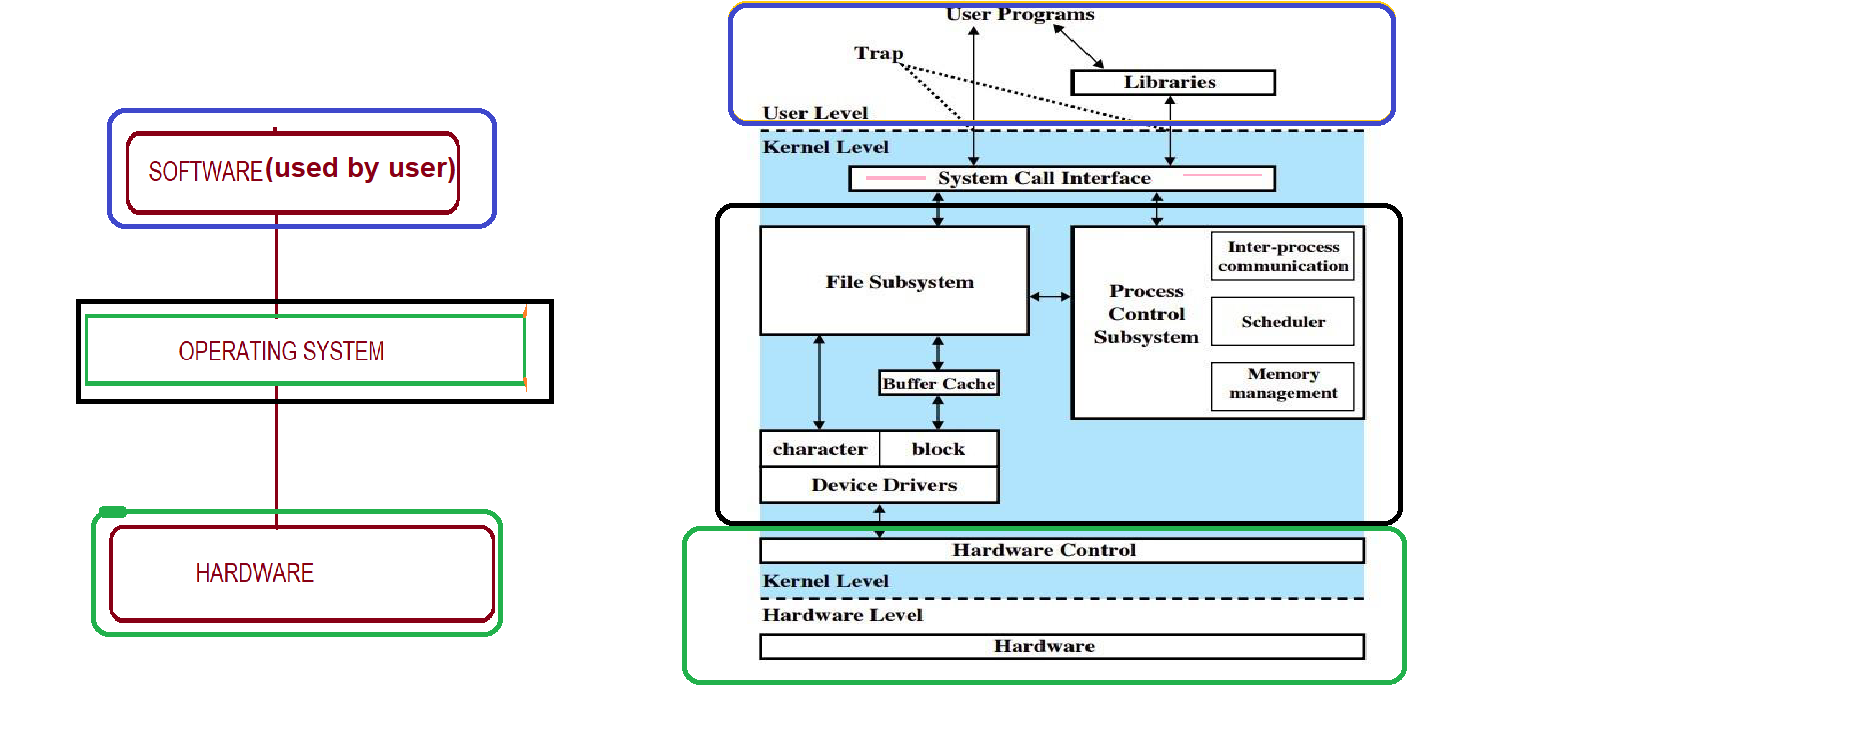 SOFTWARE(used by user)
OPERATING SYSTEM
HARDWARE
User Programs
Trap
Libraries
User Level
Kernel Level
System Call Interface
File Subsystem
Process
Control
Subsystem
Inter-process
communication
Scheduler
Memory
management
Buffer Cache
character
block
Device Drivers
Hardware Control
Kernel Level
Hardware Level
Hardware